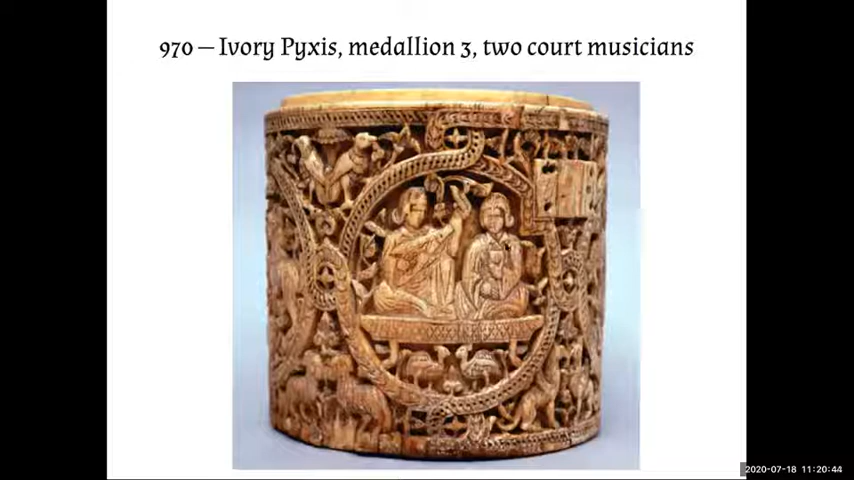 970 – Ivory Pyxis, medallion 3, two court musicians
2020-07-18 11:20:44